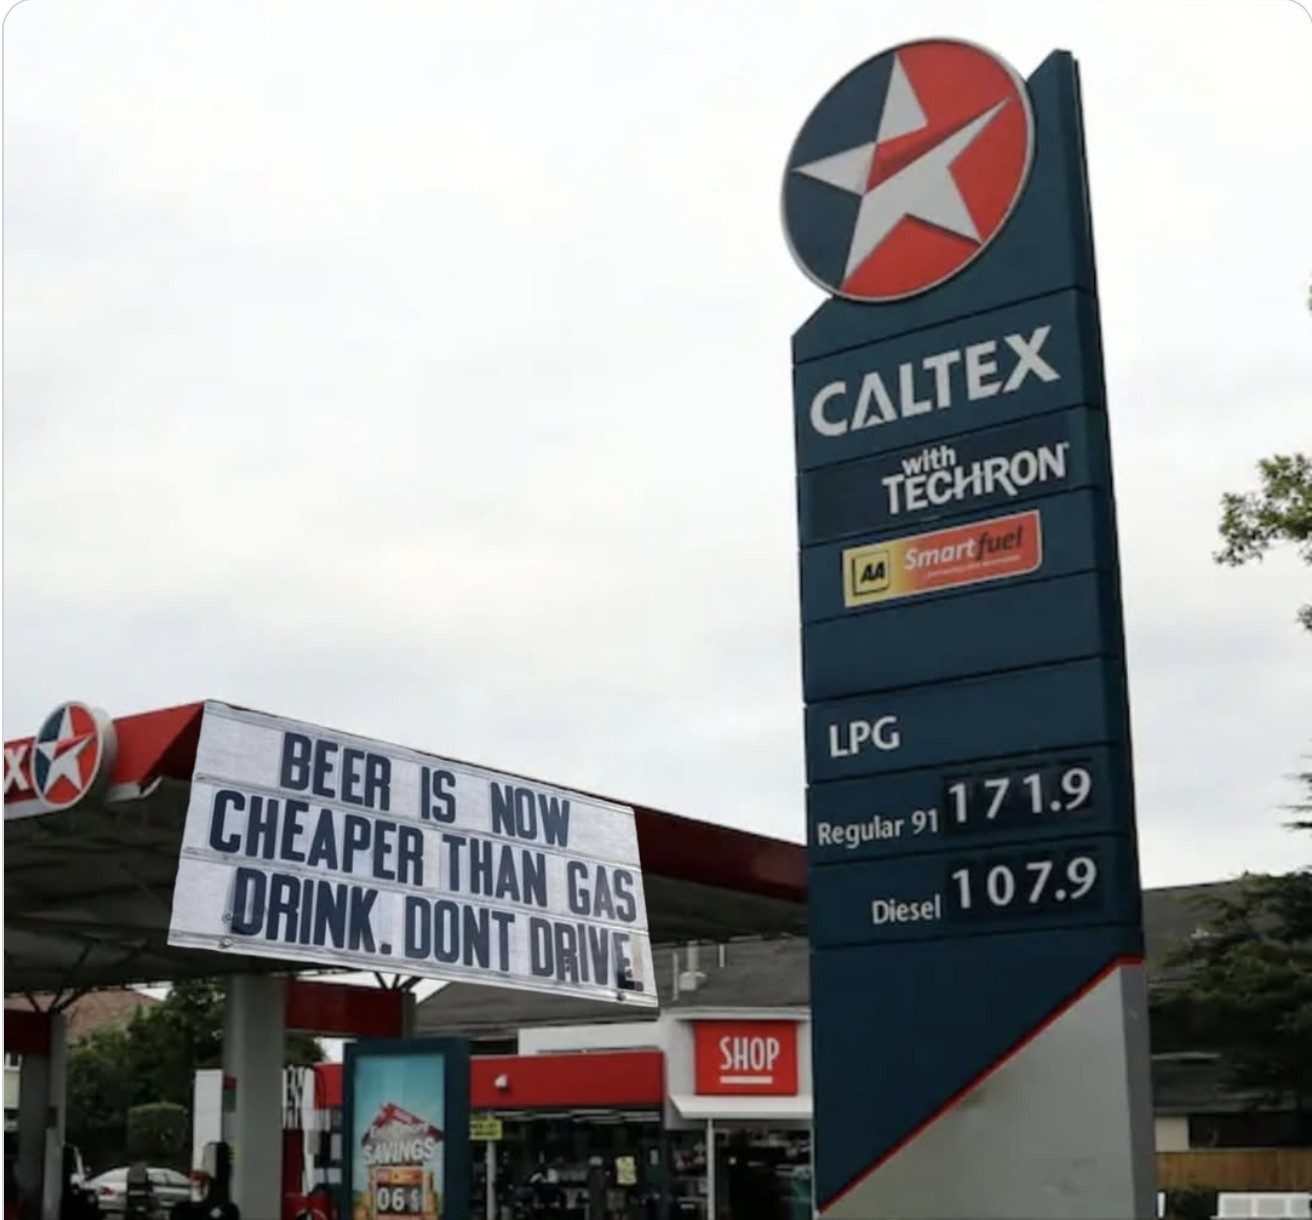 CALTEX
with
TECHRON
AA Smartfuel
LPG
Regular 91 171.9
Diesel 107.9
X
BEER IS NOW
CHEAPER THAN GAS
DRINK. DONT DRIVE.
SHOP
SAVINGS